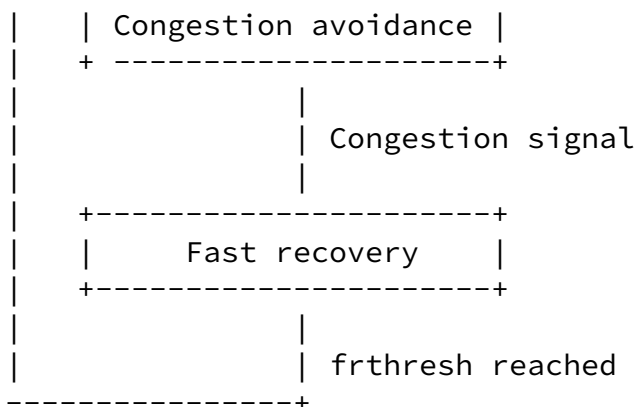 |   | Congestion avoidance |
|   + ---------------------+
|               |
|               | Congestion signal
|               |
|   +----------------------+
|   |     Fast recovery    |
|   +----------------------+
|               |
|               | frthresh reached
----------------+